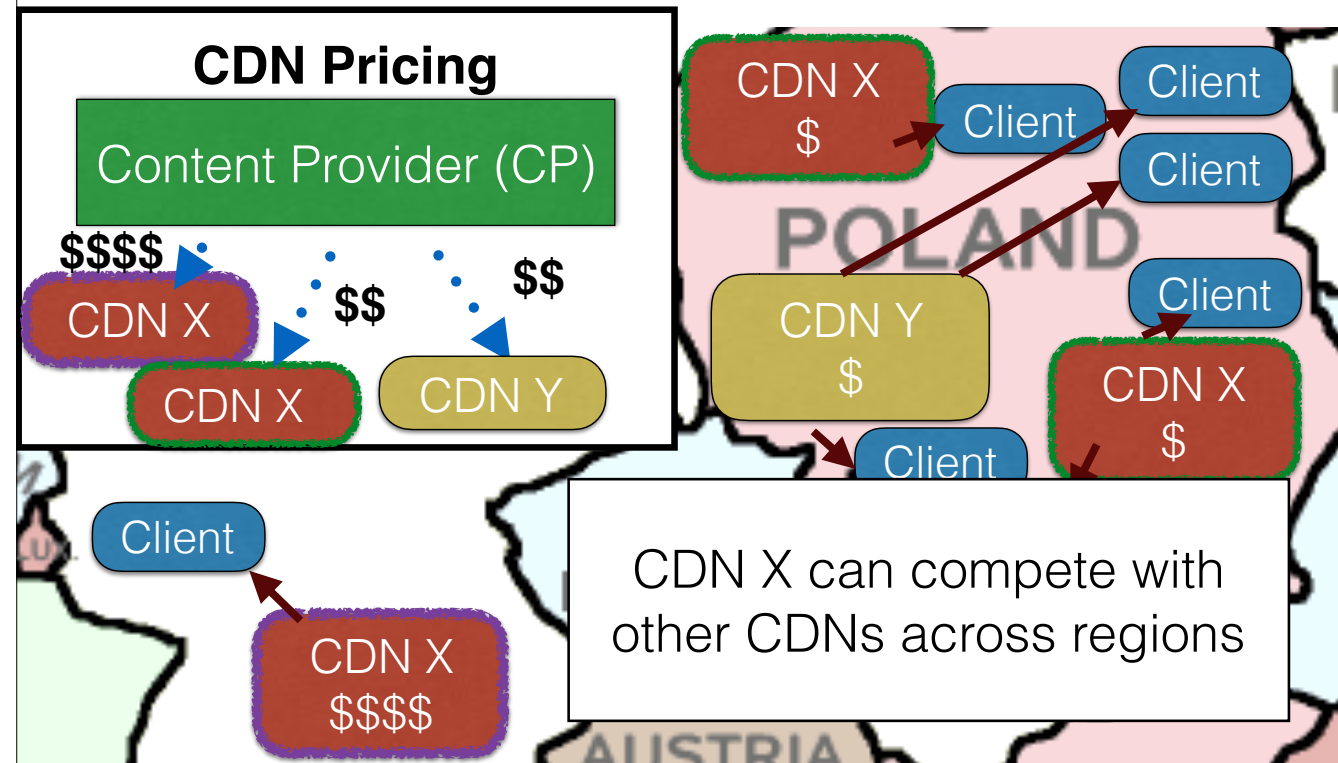 CDN Pricing
Content Provider (CP)
$$$$
$$
$$
CDN X
CDN X
CDN Y
CDN X
$
Client
Client
Client
POLAND
CDN Y
$
Client
CDN X
$
Client
LUX.
Client
CDN X
$$$$
CDN X can compete with
other CDNs across regions
AUSTRIA